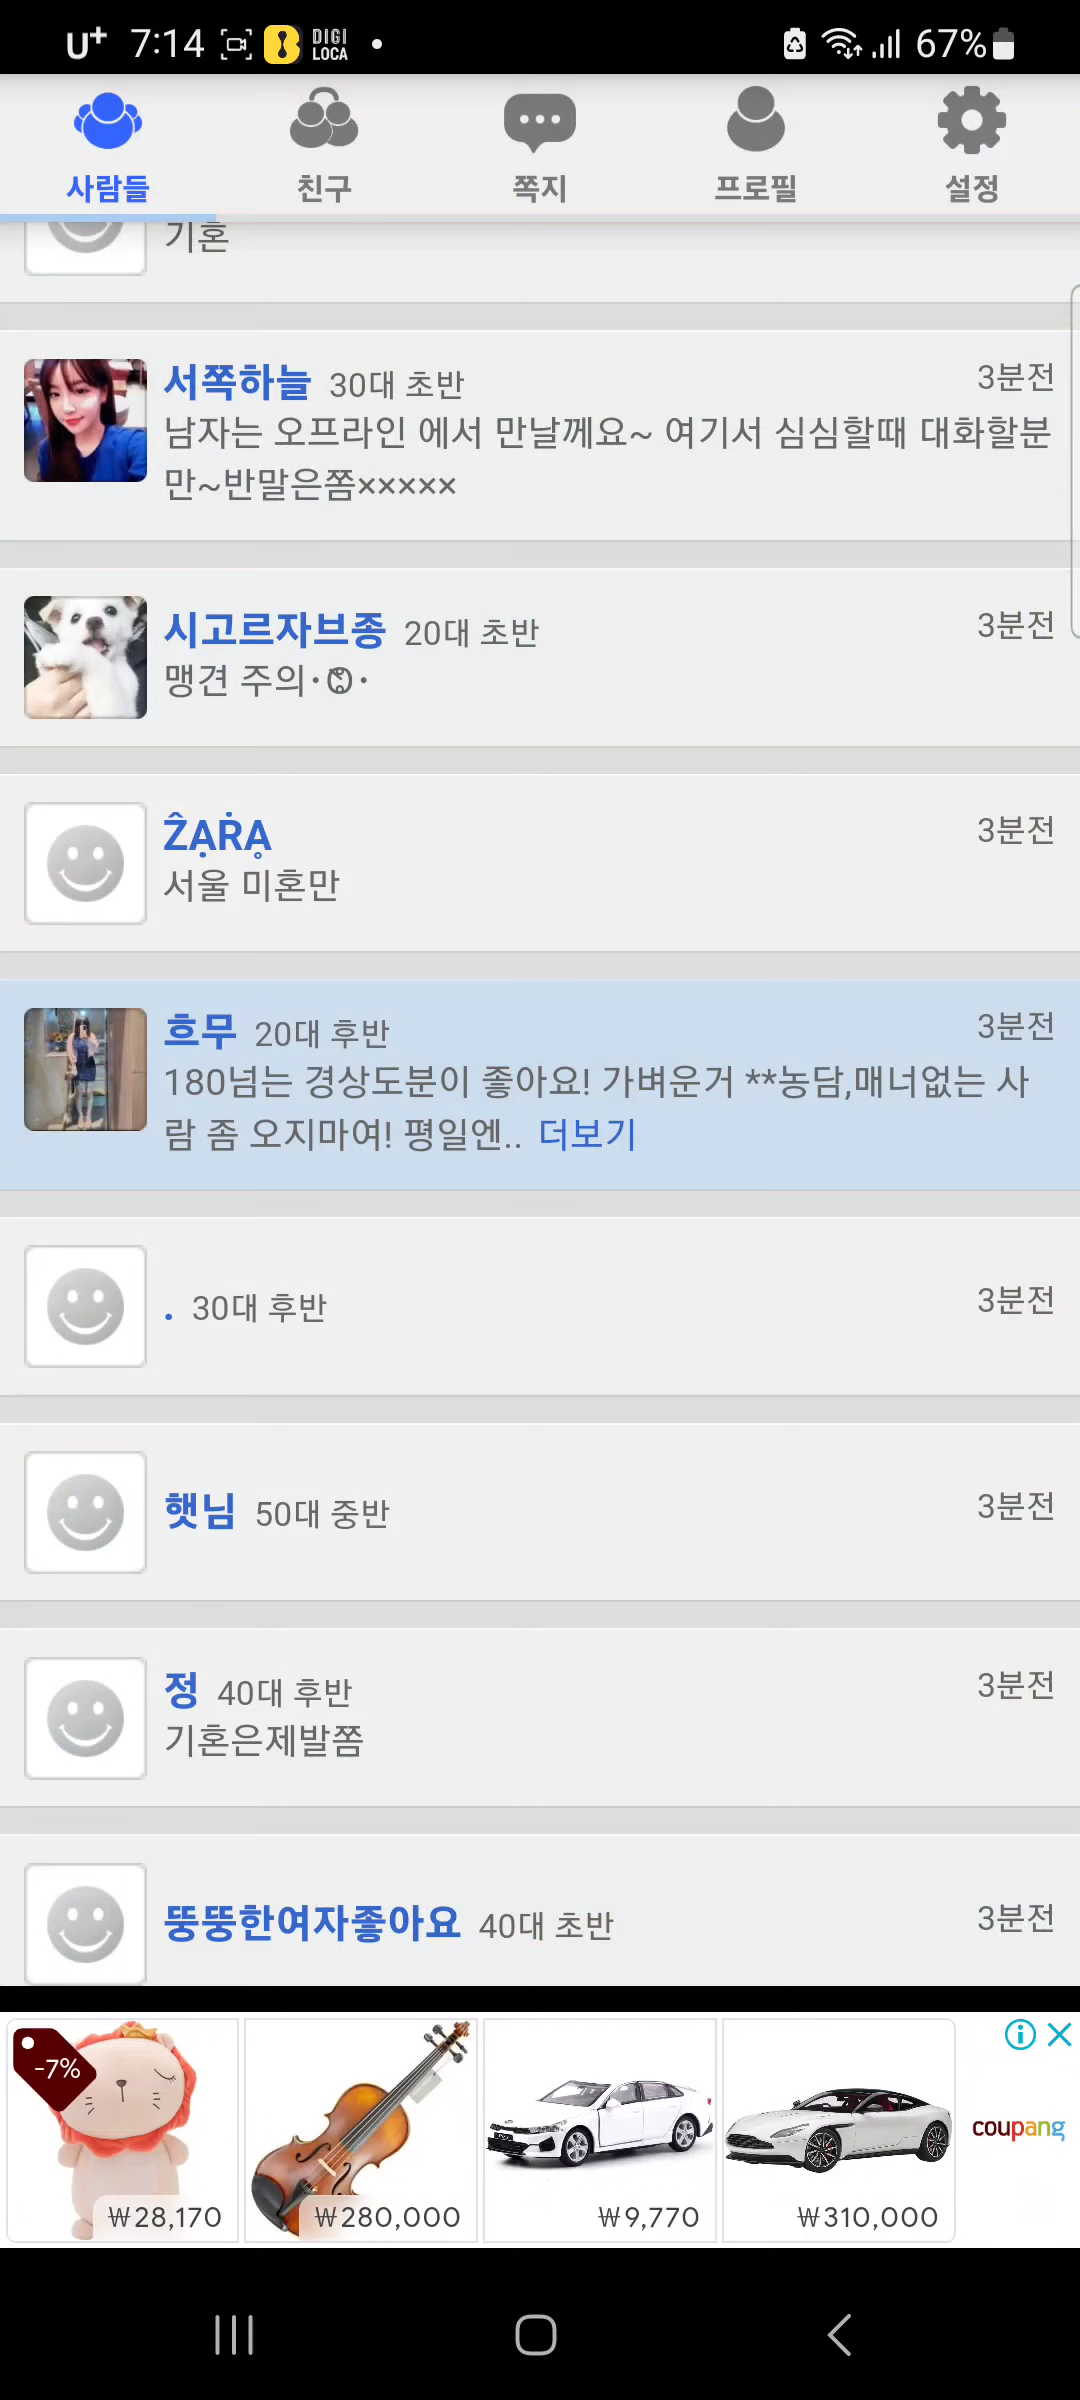 U+ 7:14 DIGI LOCA 67%
사람들 친구 쪽지 프로필 설정
기혼
서쪽하늘 30대 초반 3분전
남자는 오프라인 에서 만날께요~ 여기서 심심할때 대화할분
만~반말은쫌×××××
시고르자브종 20대 초반 3분전
맹견 주의
ẐẠṘḀ 3분전
서울 미혼만
흐무 20대 후반 3분전
180넘는 경상도분이 좋아요! 가벼운거 **농담,매너없는 사
람 좀 오지마여! 평일엔.. 더보기
. 30대 후반 3분전
햇님 50대 중반 3분전
정 40대 후반 3분전
기혼은제발쫌
뚱뚱한여자좋아요 40대 초반 3분전
-7%
₩28,170 ₩280,000 ₩9,770 ₩310,000 coupang